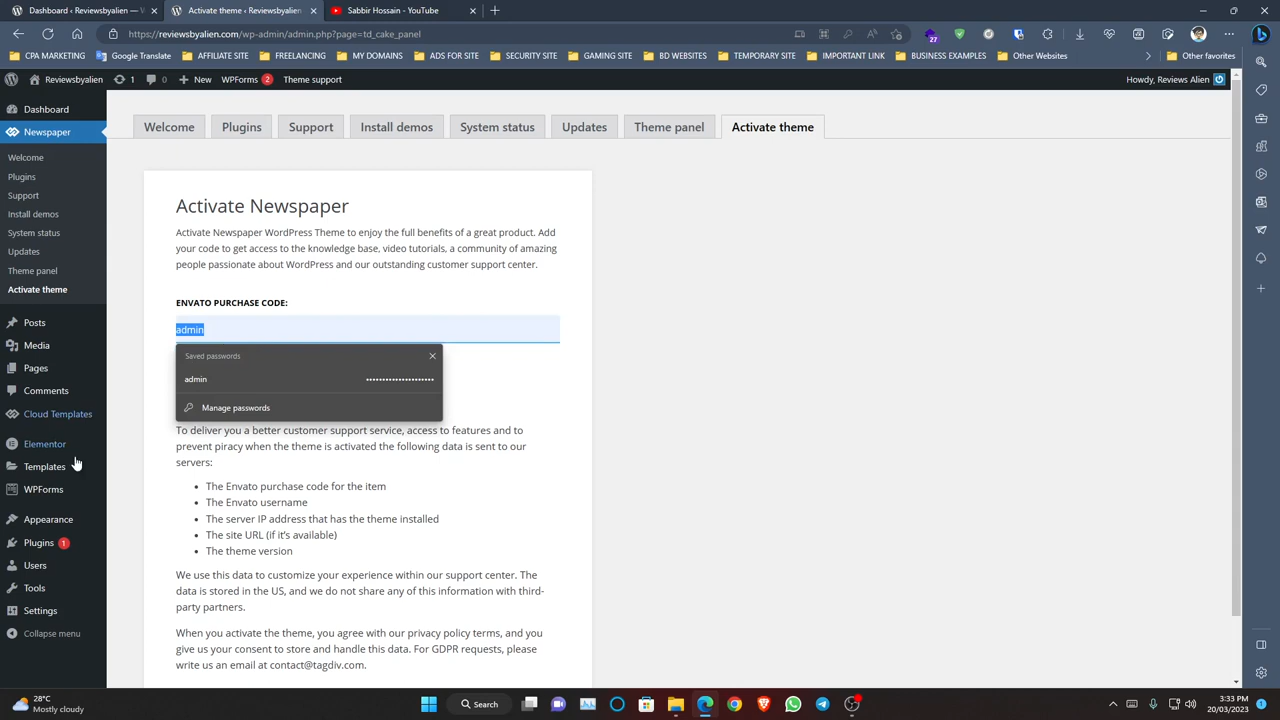 Dashboard ‹ Reviewsbyalien — W
Activate theme ‹ Reviewsbyalien
Sabbir Hossain - YouTube
https://reviewsbyalien.com/wp-admin/admin.php?page=td_cake_panel
27
CPA MARKETING
Google Translate
AFFILIATE SITE
FREELANCING
MY DOMAINS
ADS FOR SITE
SECURITY SITE
GAMING SITE
BD WEBSITES
TEMPORARY SITE
IMPORTANT LINK
BUSINESS EXAMPLES
Other Websites
Other favorites
Reviewsbyalien
1
0
New
WPForms 2
Theme support
Howdy, Reviews Alien
Dashboard
Newspaper
Welcome
Plugins
Support
Install demos
System status
Updates
Theme panel
Activate theme
Posts
Media
Pages
Comments
Cloud Templates
Elementor
Templates
WPForms
Appearance
Plugins 1
Users
Tools
Settings
Collapse menu
Welcome
Plugins
Support
Install demos
System status
Updates
Theme panel
Activate theme
Activate Newspaper
Activate Newspaper WordPress Theme to enjoy the full benefits of a great product. Add
your code to get access to the knowledge base, video tutorials, a community of amazing
people passionate about WordPress and our outstanding customer support center.
ENVATO PURCHASE CODE:
admin
Saved passwords
admin
•••••••••••••••••••••
Manage passwords
To deliver you a better customer support service, access to features and to
prevent piracy when the theme is activated the following data is sent to our
servers:
• The Envato purchase code for the item
• The Envato username
• The server IP address that has the theme installed
• The site URL (if it's available)
• The theme version
We use this data to customize your experience within our support center. The
data is stored in the US, and we do not share any of this information with third-
party partners.
When you activate the theme, you agree with our privacy policy terms, and you
give us your consent to store and handle this data. For GDPR requests, please
write us an email at contact@tagdiv.com.
28°C
Mostly cloudy
Search
3:33 PM
20/03/2023
1